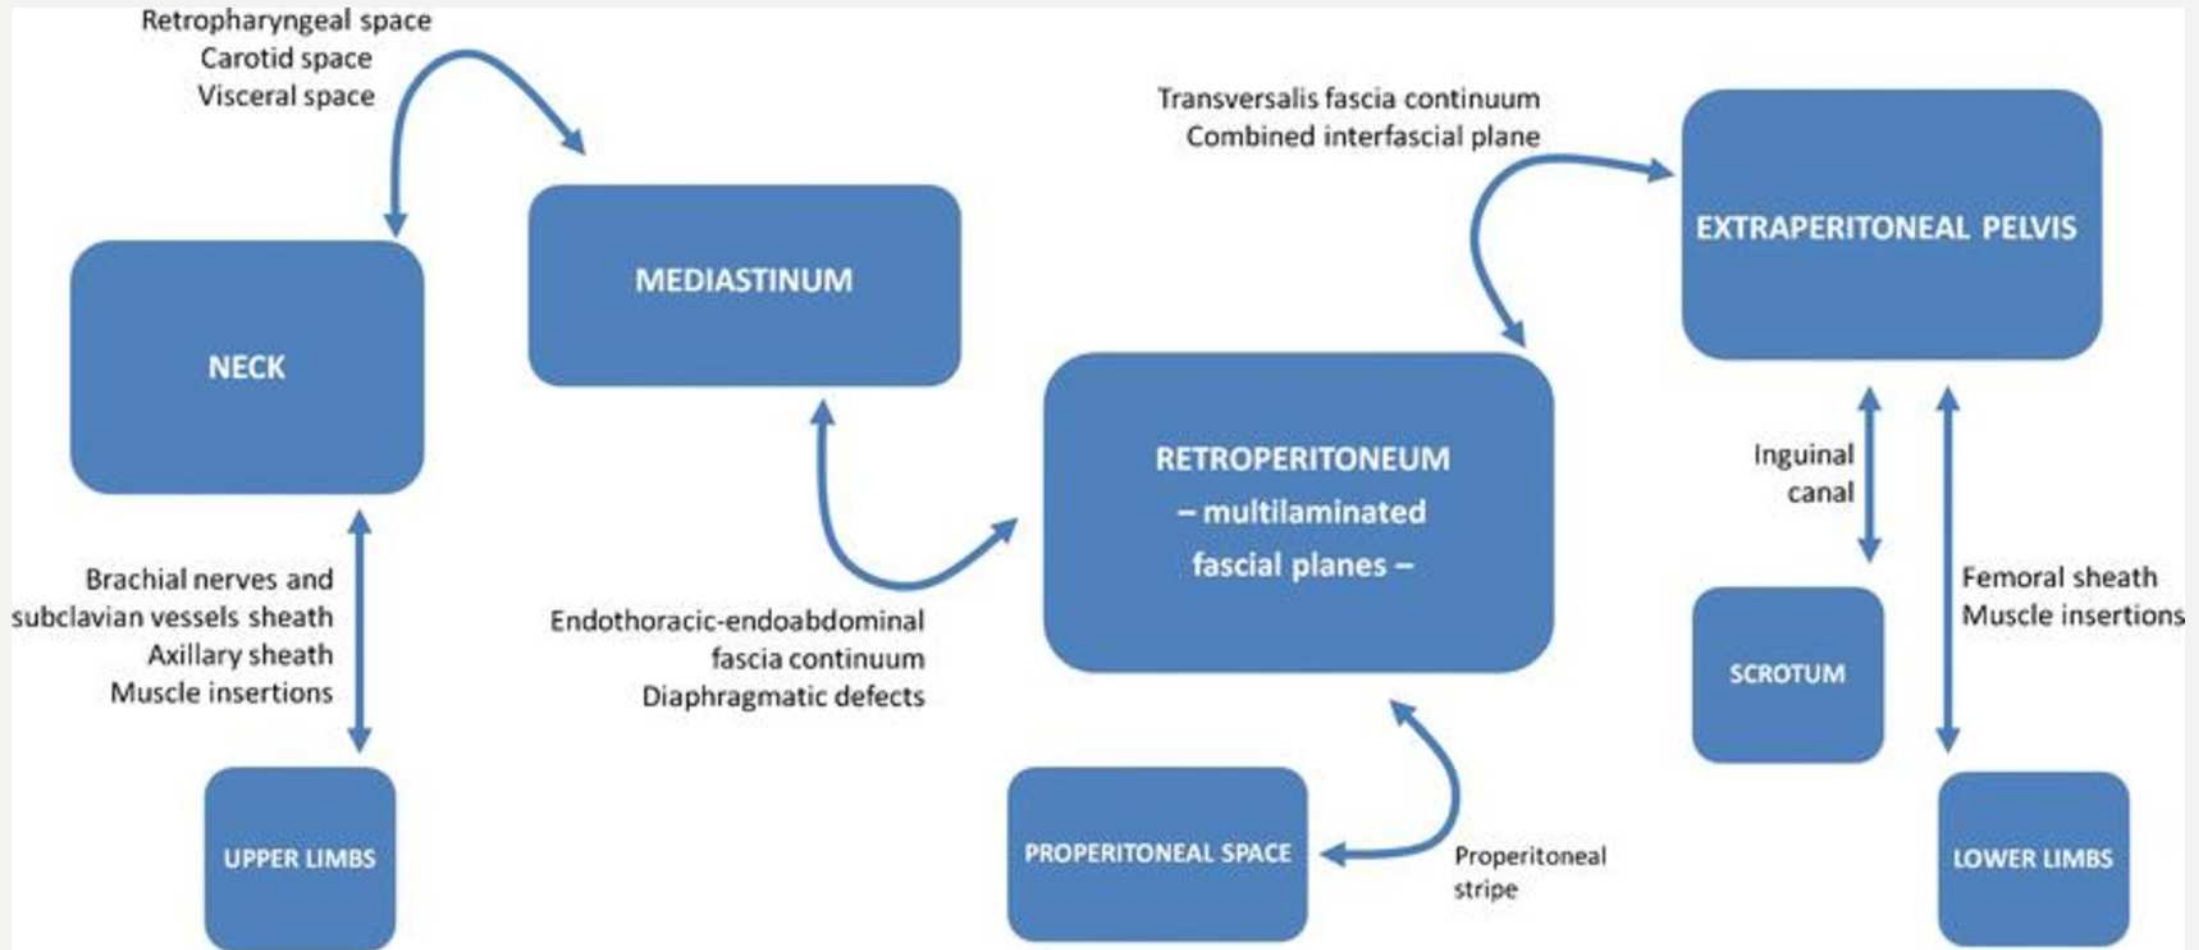 Retropharyngeal space
Carotid space
Visceral space
NECK
MEDIASTINUM
Brachial nerves and
subclavian vessels sheath
Axillary sheath
Muscle insertions
UPPER LIMBS
Endothoracic-endoabdominal
fascia continuum
Diaphragmatic defects
Transversalis fascia continuum
Combined interfascial plane
RETROPERITONEUM
– multilaminated
fascial planes –
PROPERITONEAL SPACE
Properitoneal
stripe
EXTRAPERITONEAL PELVIS
Inguinal
canal
SCROTUM
Femoral sheath
Muscle insertions
LOWER LIMBS